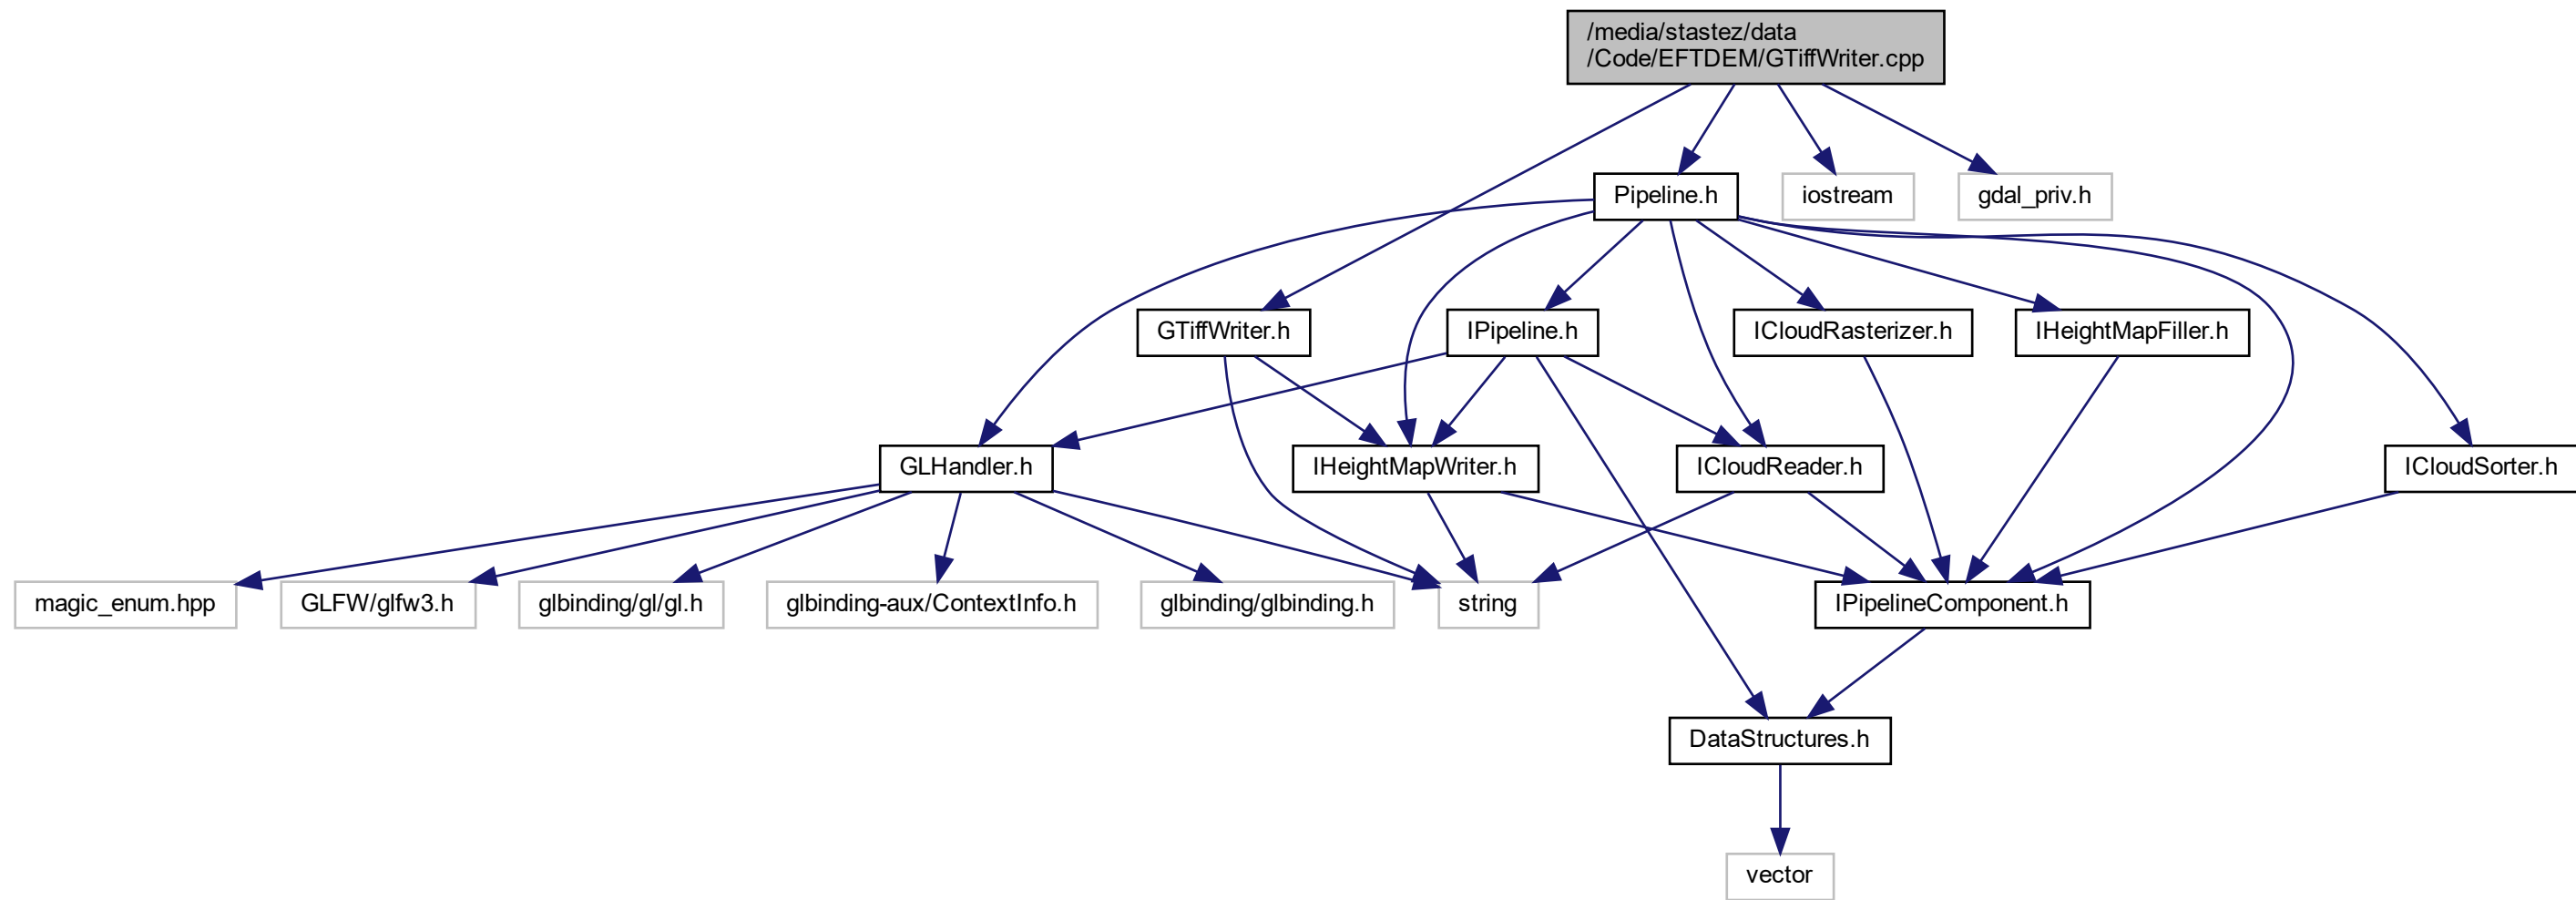 /media/stastez/data
/Code/EFTDEM/GTiffWriter.cpp
Pipeline.h
iostream
gdal_priv.h
GTiffWriter.h
IPipeline.h
ICloudRasterizer.h
IHeightMapFiller.h
GLHandler.h
IHeightMapWriter.h
ICloudReader.h
ICloudSorter.h
magic_enum.hpp
GLFW/glfw3.h
glbinding/gl/gl.h
glbinding-aux/ContextInfo.h
glbinding/glbinding.h
string
IPipelineComponent.h
DataStructures.h
vector